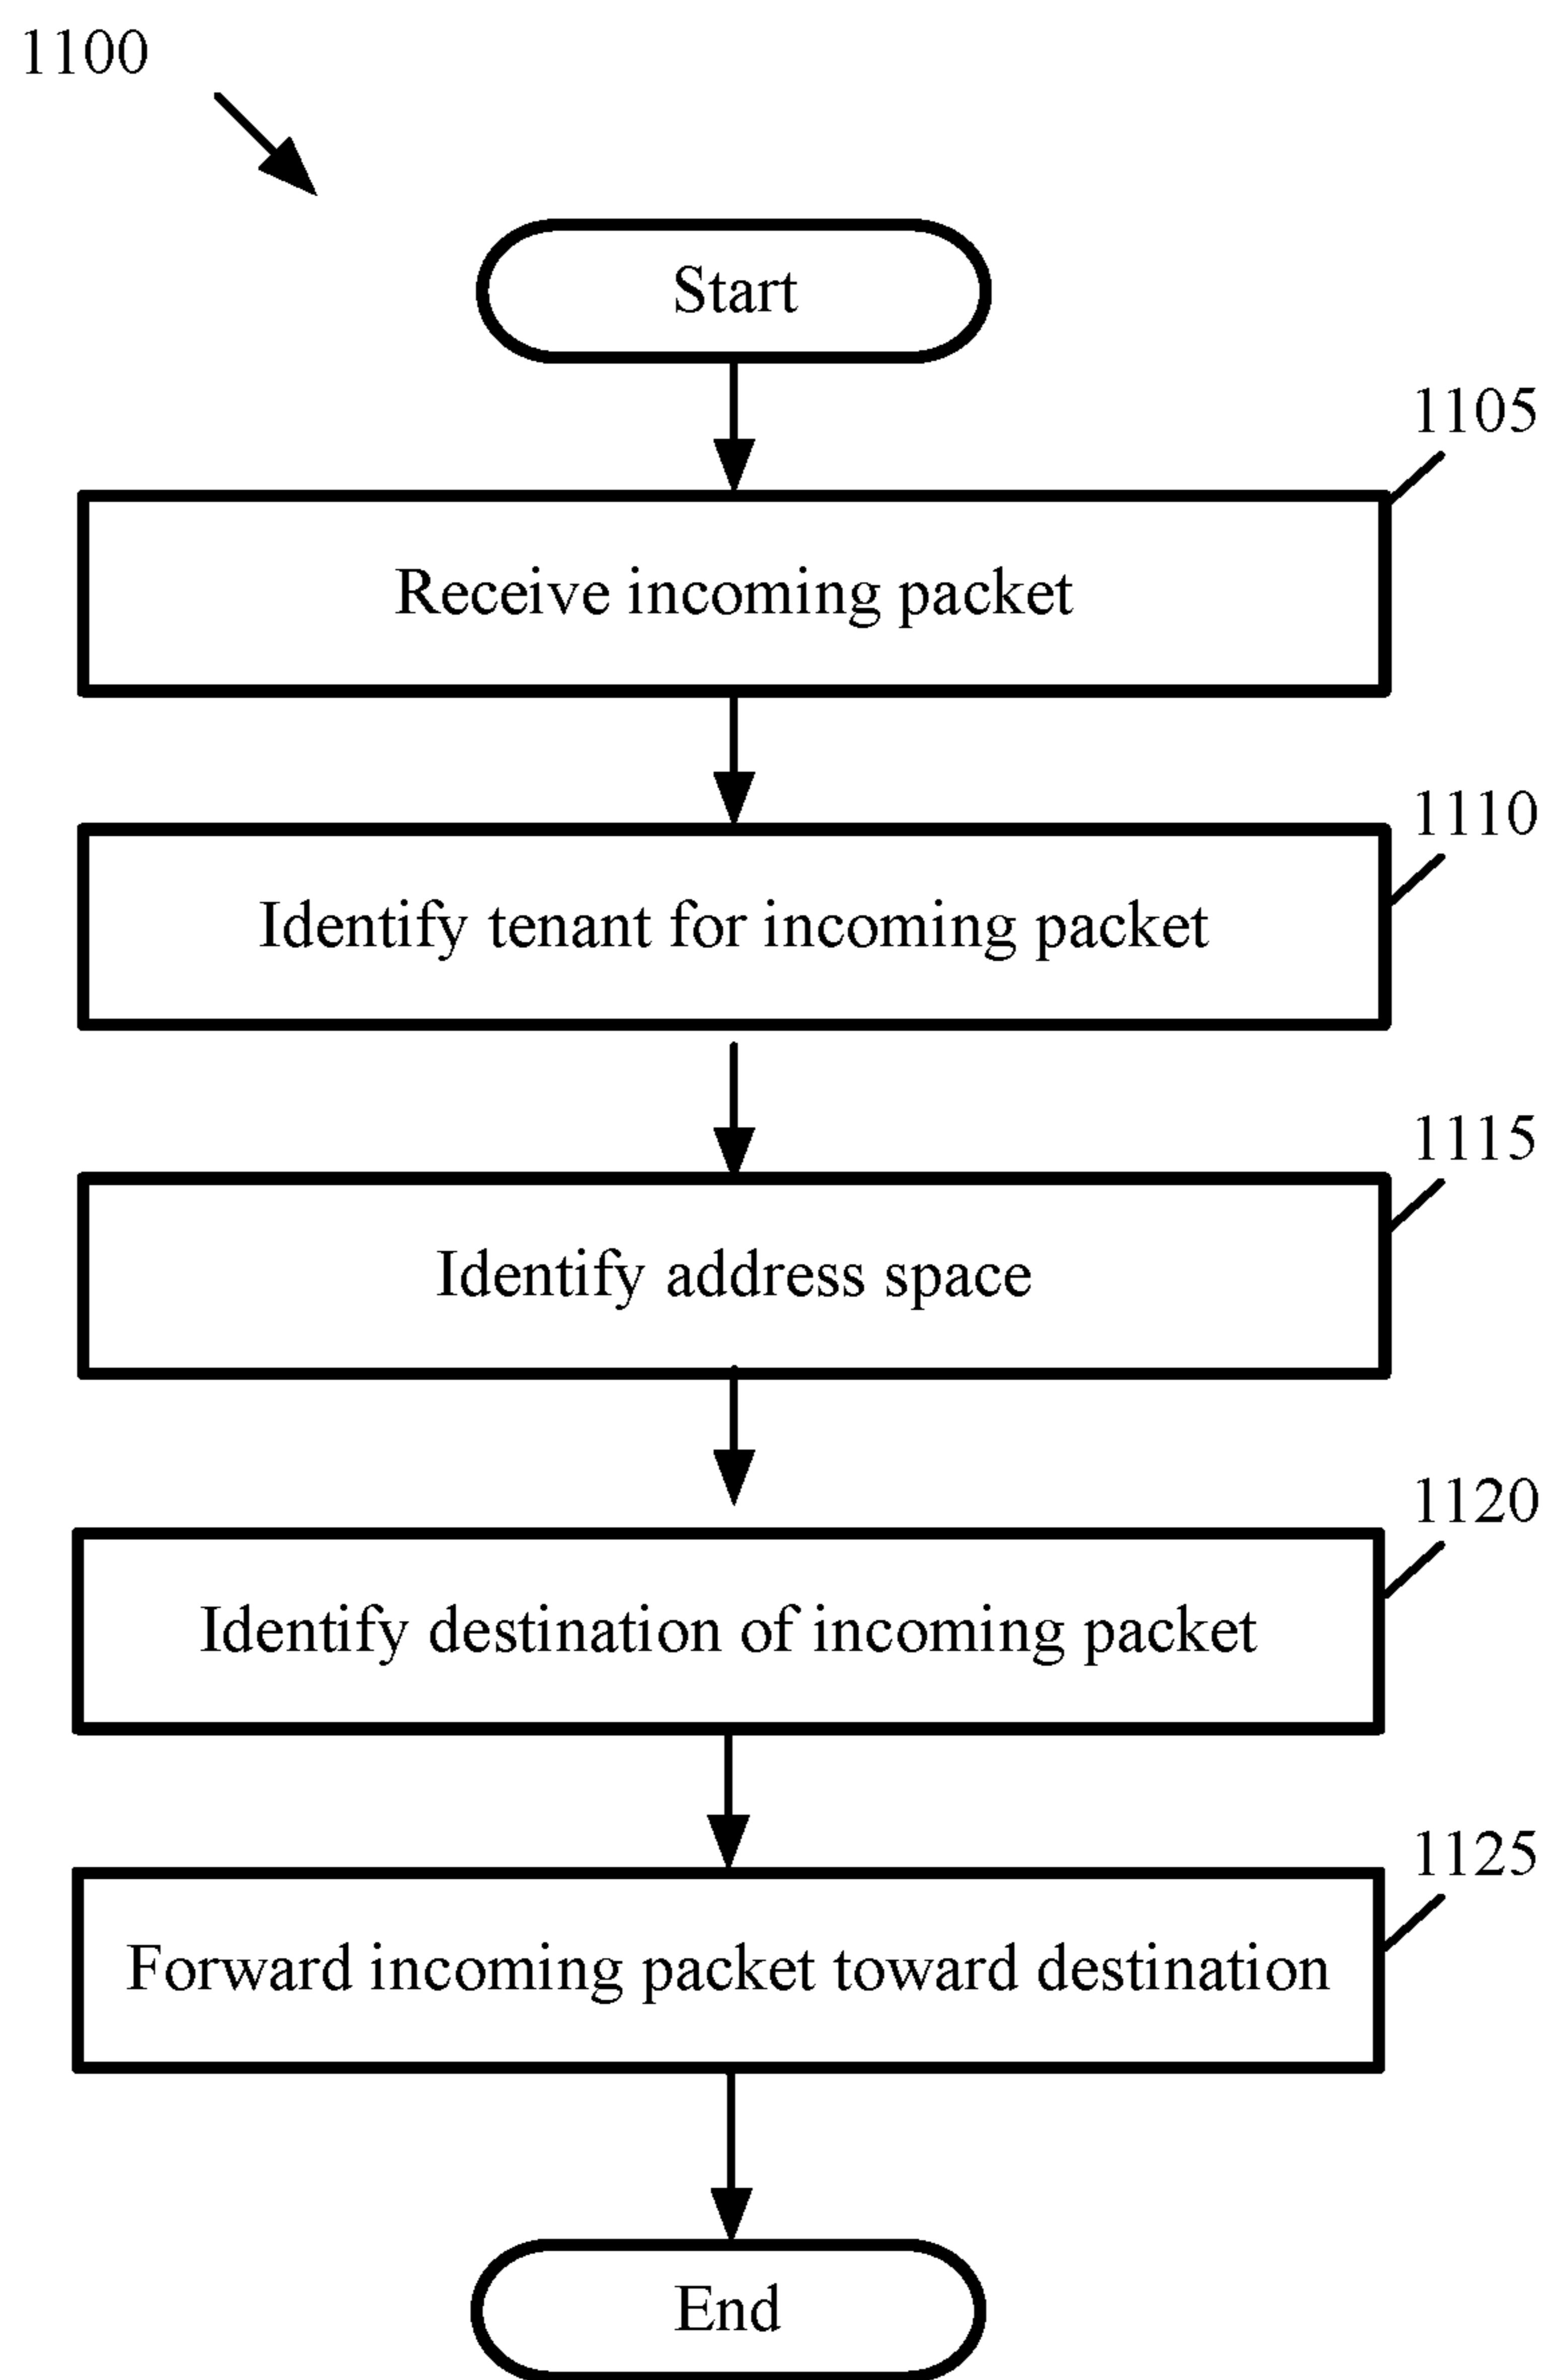 1100
Start
1105
Receive incoming packet
1110
Identify tenant for incoming packet
1115
Identify address space
1120
Identify destination of incoming packet
1125
Forward incoming packet toward destination
End